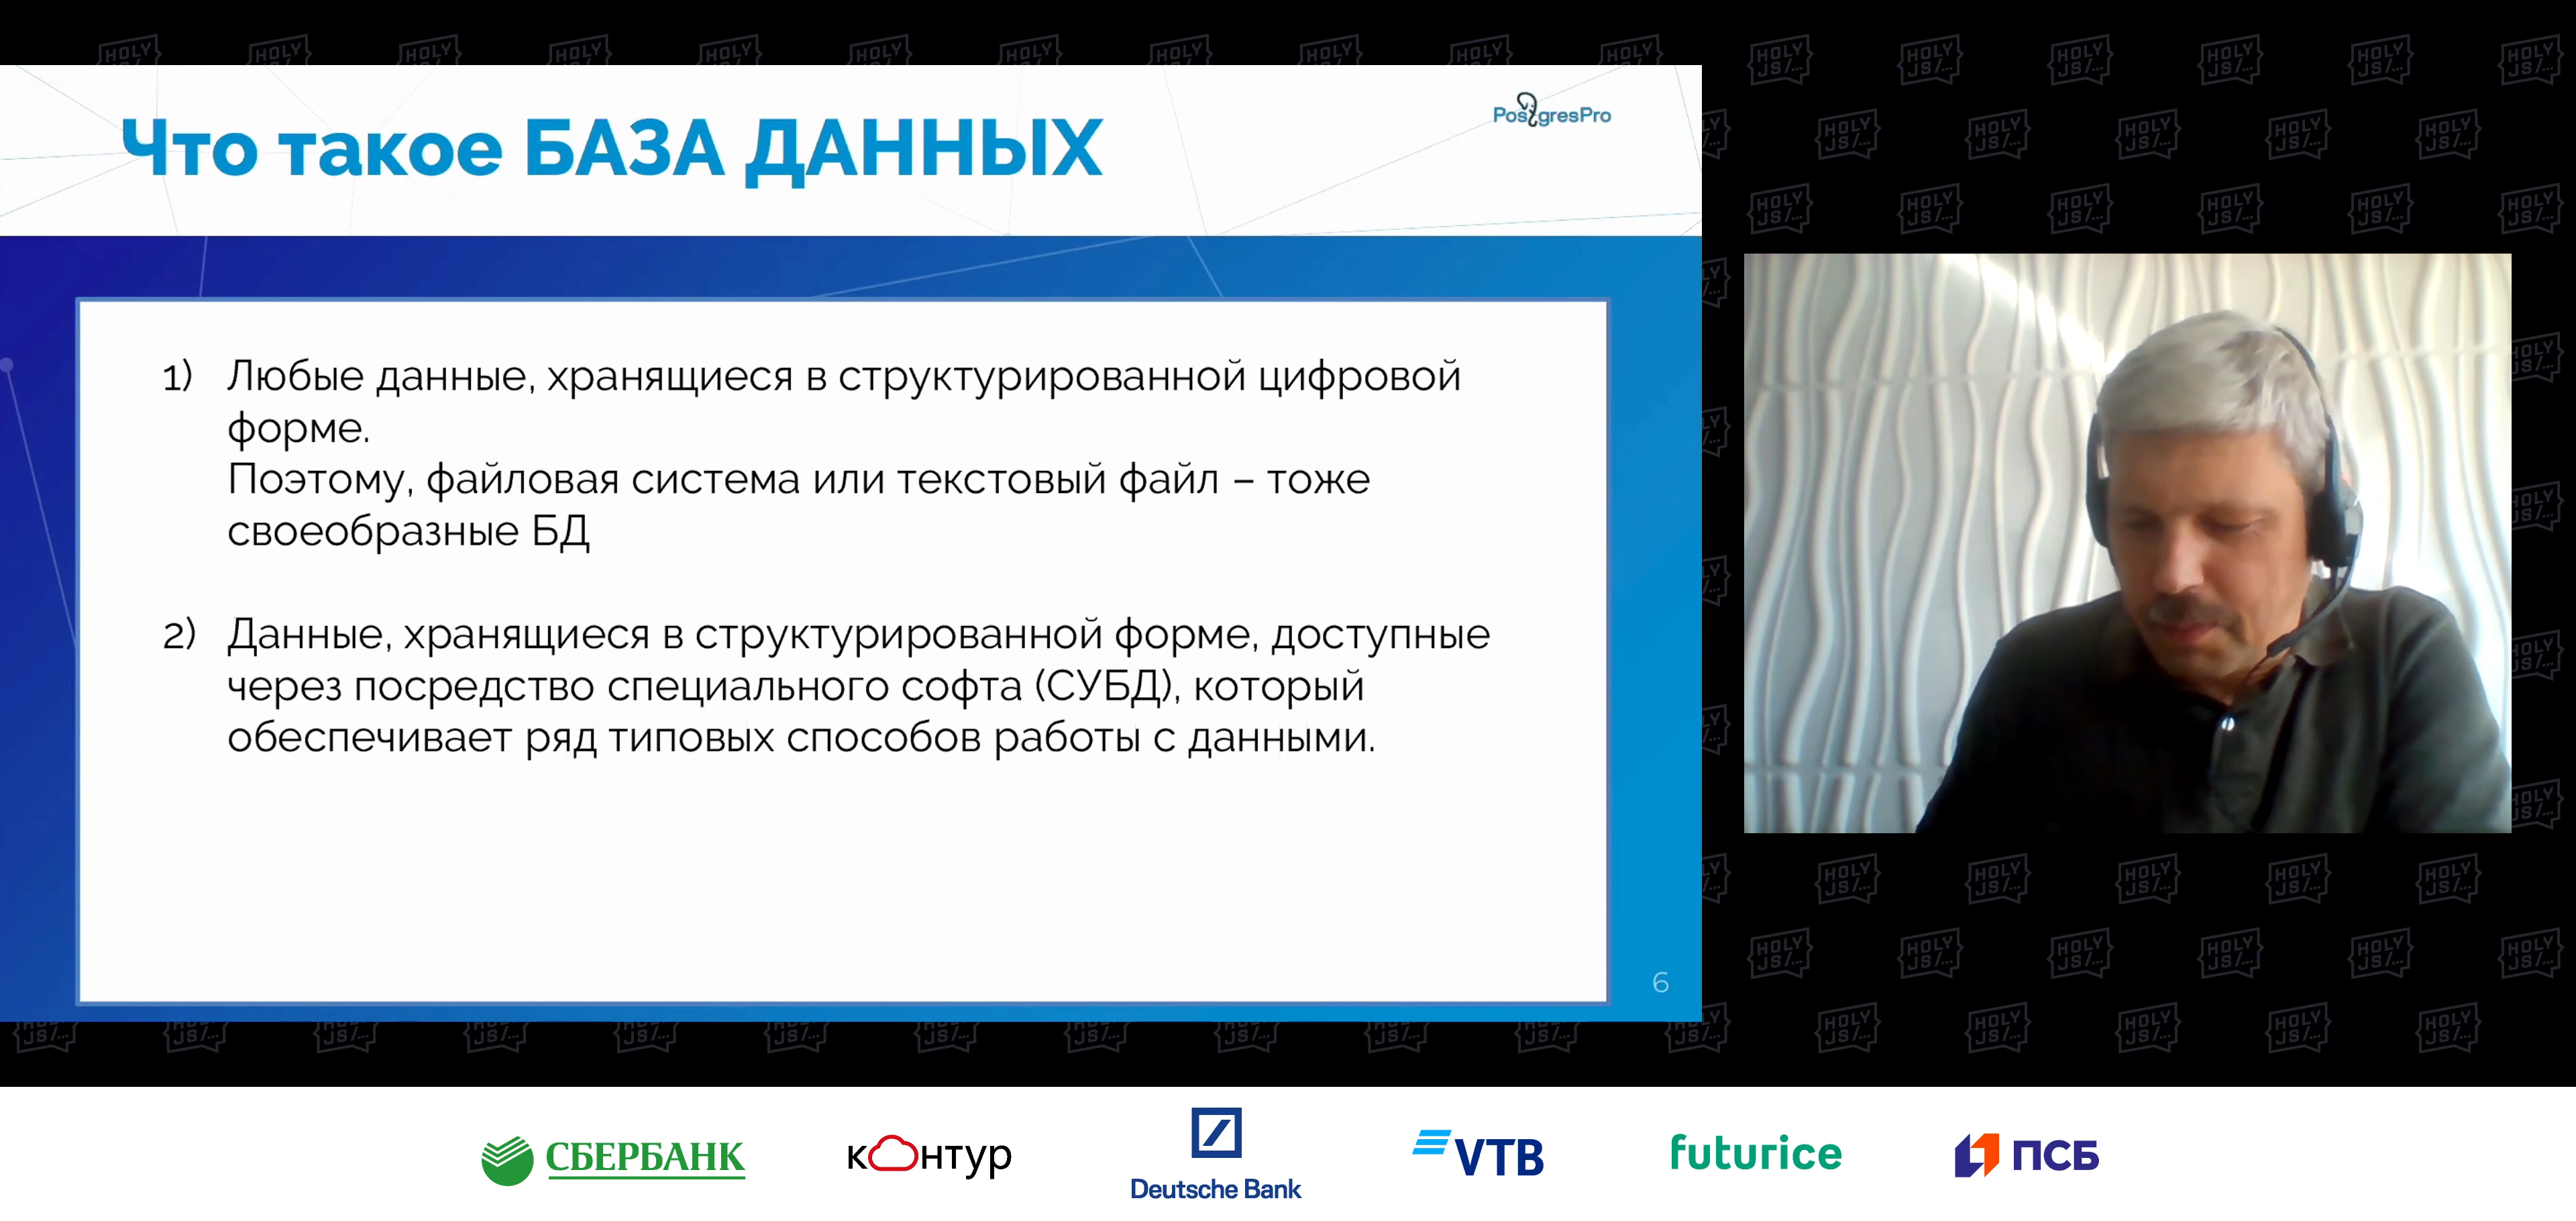 Что такое БАЗА ДАННЫХ
PostgresPro
1) Любые данные, хранящиеся в структурированной цифровой
форме.
Поэтому, файловая система или текстовый файл – тоже
своеобразные БД
2) Данные, хранящиеся в структурированной форме, доступные
через посредство специального софта (СУБД), который
обеспечивает ряд типовых способов работы с данными.
6
HOLY
JS/...
СБЕРБАНК
контур
Deutsche Bank
VTB
futurice
ПСБ